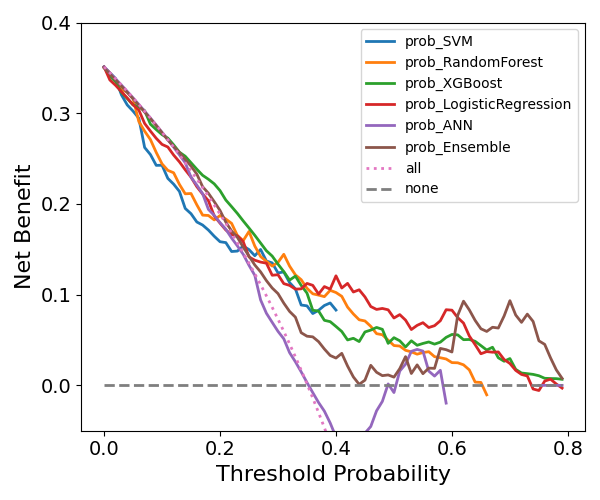 0.4
0.3
0.2
0.1
0.0
Net Benefit
prob_SVM
prob_RandomForest
prob_XGBoost
prob_LogisticRegression
prob_ANN
prob_Ensemble
all
none
0.0 0.2 0.4 0.6 0.8
Threshold Probability